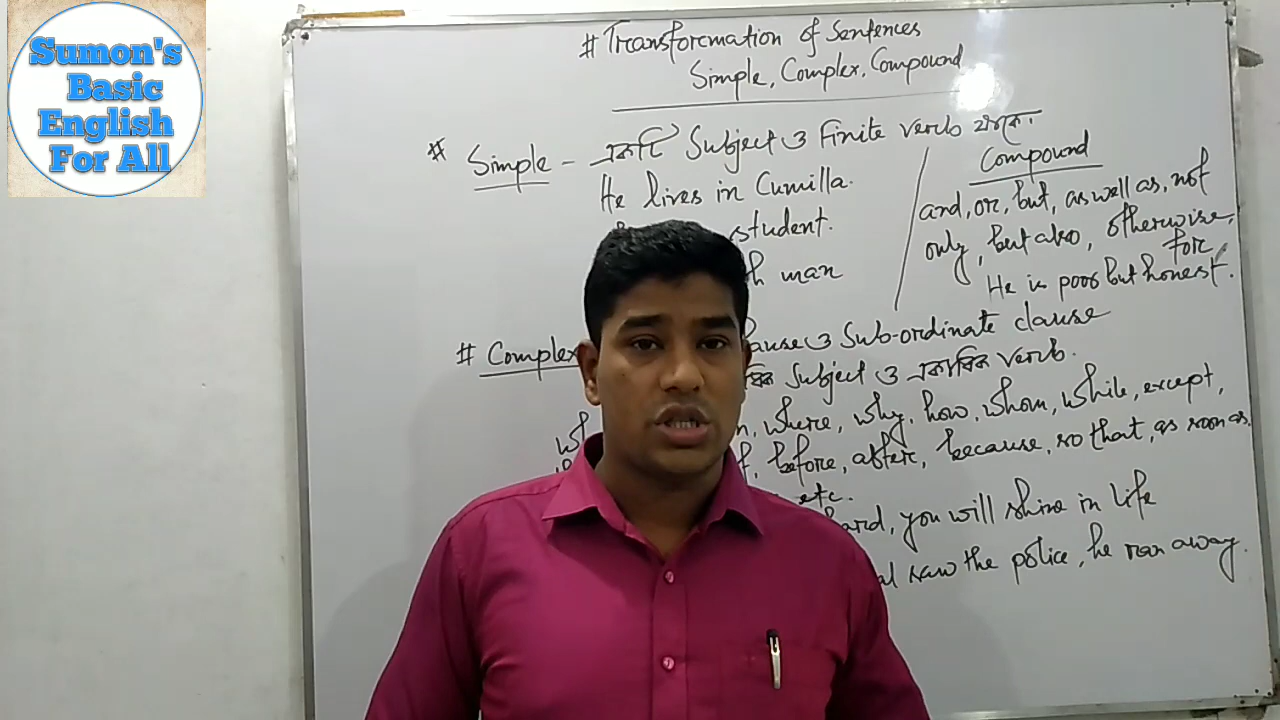 Sumon's
Basic
English
For All
# Transformation of Sentences
Simple, Complex, Compound
* Simple - একটি Subject ও Finite verb থাকে।
He lives in Cumilla.
student.
man
Compound
and, or, but, as well as, not
only, but also, otherwise,
for
He is poor but honest.
# Complex
clause ও Sub-ordinate clause
Subject ও একাধিক verb.
where, why, how, whom, while, except,
before, after, because, so that, as soon as
etc.
hard, you will shine in life
saw the police, he ran away.